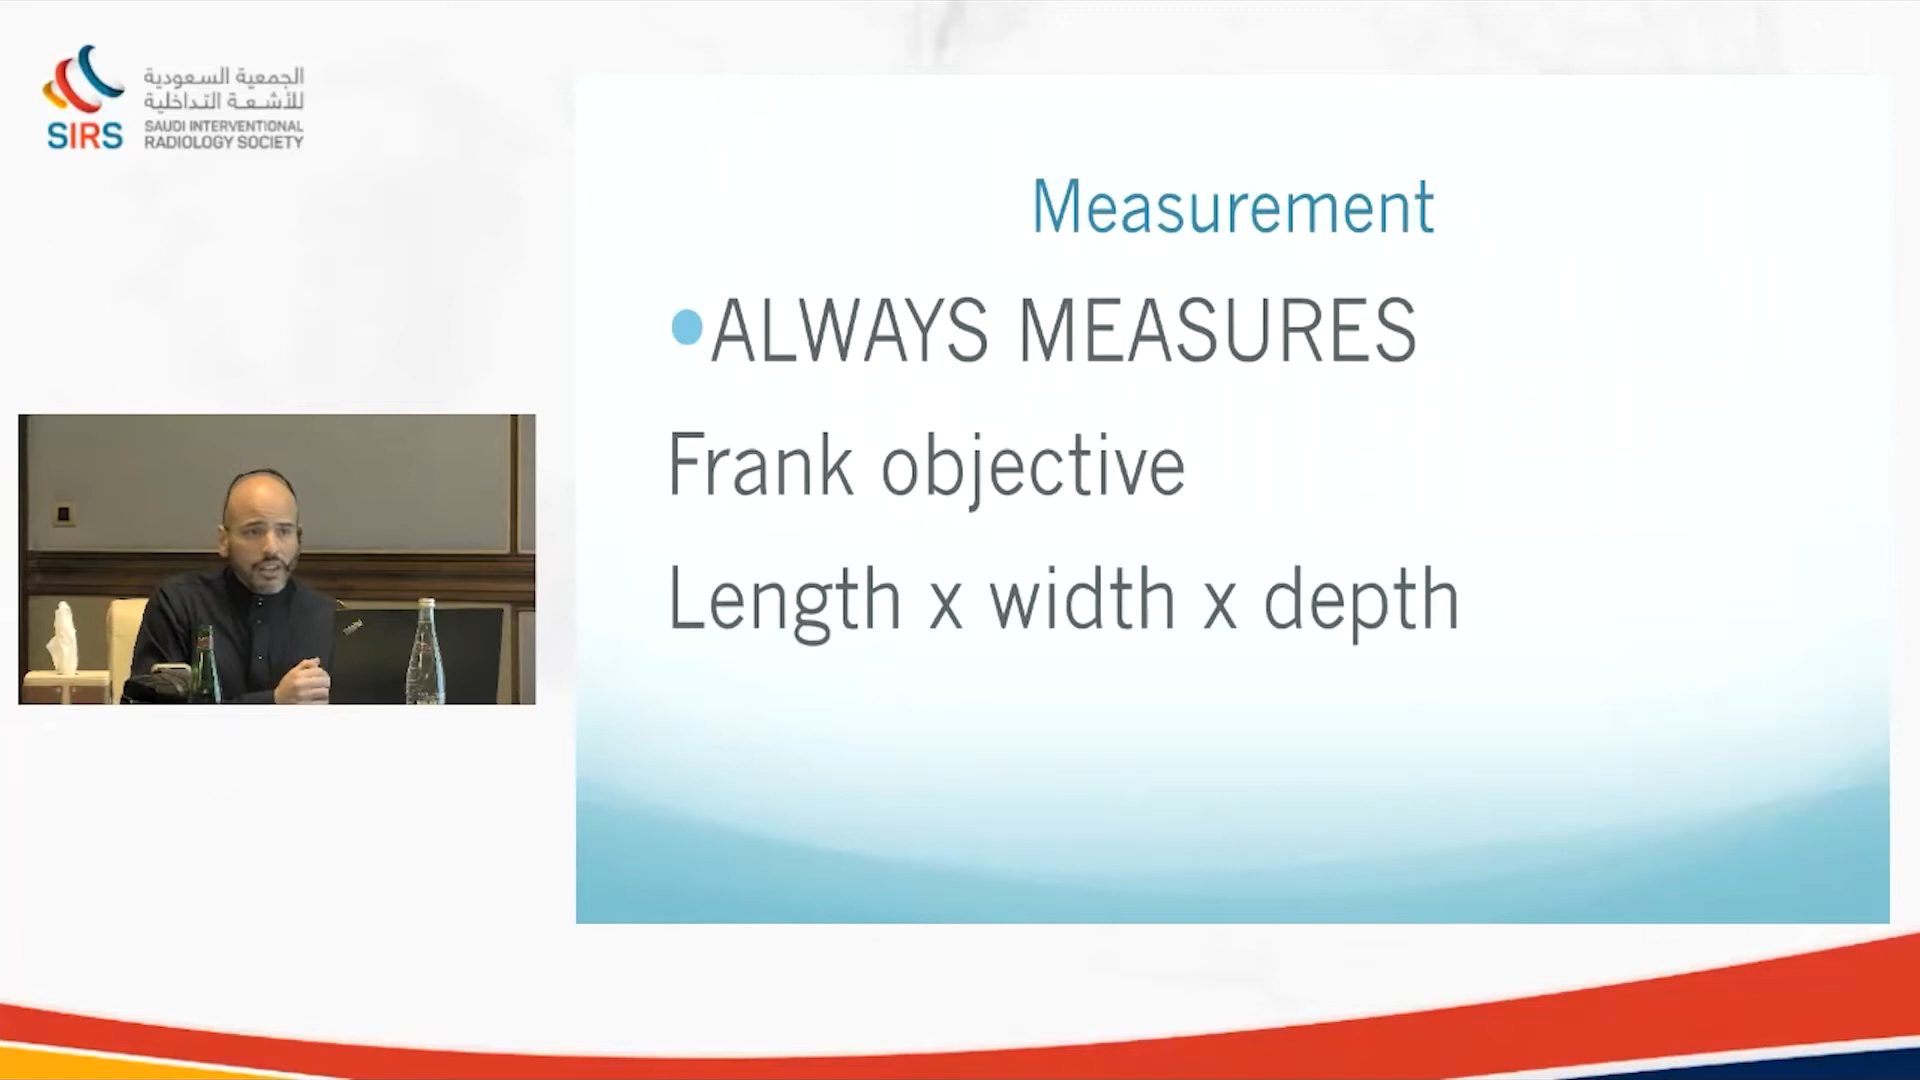 الجمعية السعودية
للأشعة التداخلية
SIRS
SAUDI INTERVENTIONAL
RADIOLOGY SOCIETY
Measurement
•ALWAYS MEASURES
Frank objective
Length x width x depth